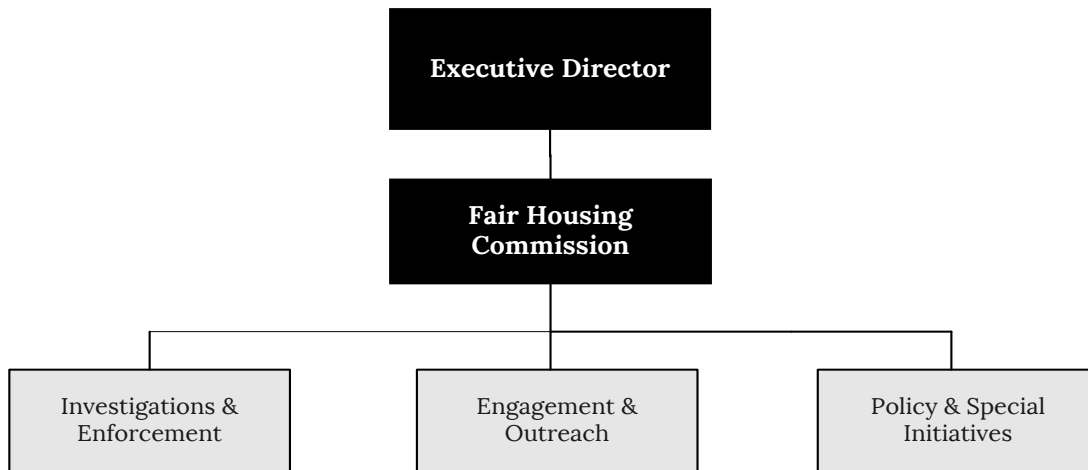 Executive Director
Fair Housing
Commission
Investigations &
Enforcement
Engagement &
Outreach
Policy & Special
Initiatives